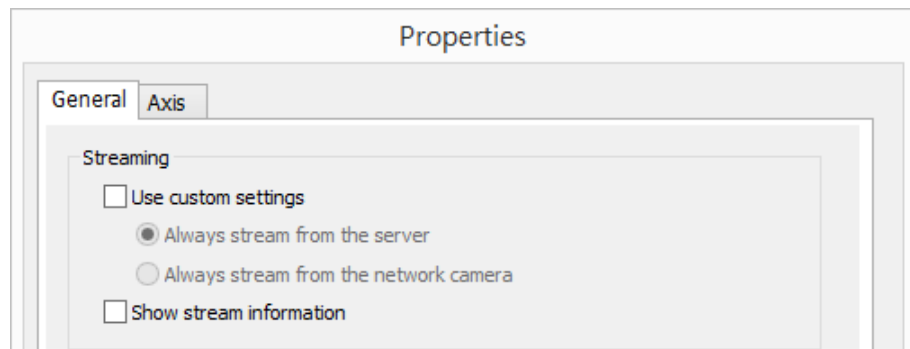 Properties
General Axis
Streaming
Use custom settings
Always stream from the server
Always stream from the network camera
Show stream information